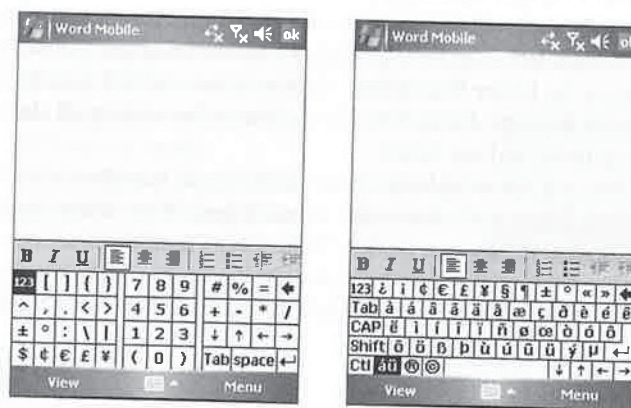 Word Mobile ok
B I U
123 [ ] { } 7 8 9 # % =
^ , . < > 4 5 6 + - * /
± ° : \ | 1 2 3 ↓ ↑ ← →
$ ¢ € £ ¥ ( 0 ) Tab space ↵
View Menu
Word Mobile
B I U
123 ¿ ¡ ¢ € £ ¥ § ¶ ± ° « »
Tab à á â ã ä å æ ç ð è é ê
CAP ë ì í î ï ñ ø œ ò ó ô
Shift õ ö ß þ ù ú û ü ý µ ↵
Ctl áü ® © ↓ ↑ ← →
View Menu